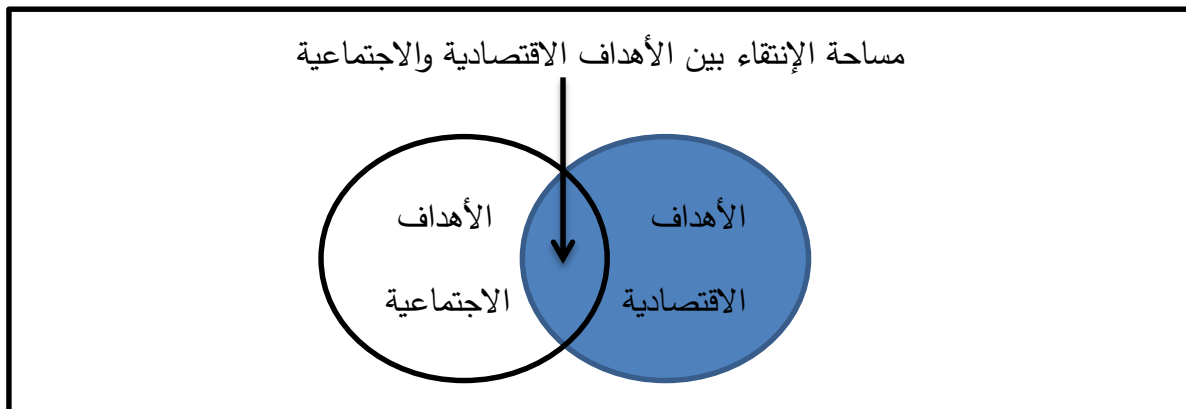 مساحة الإنتقاء بين الأهداف الاقتصادية والاجتماعية
الأهداف
الاقتصادية
الأهداف
الاجتماعية